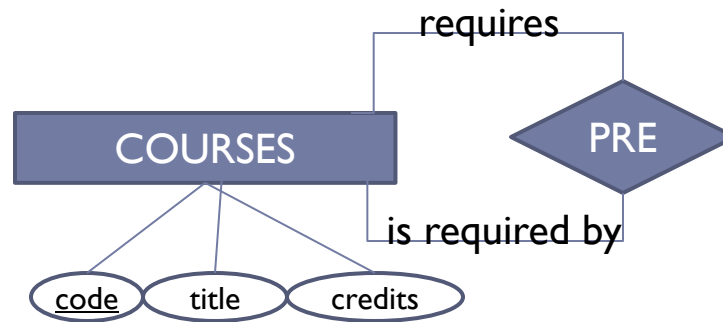 requires
COURSES
PRE
is required by
code
title
credits